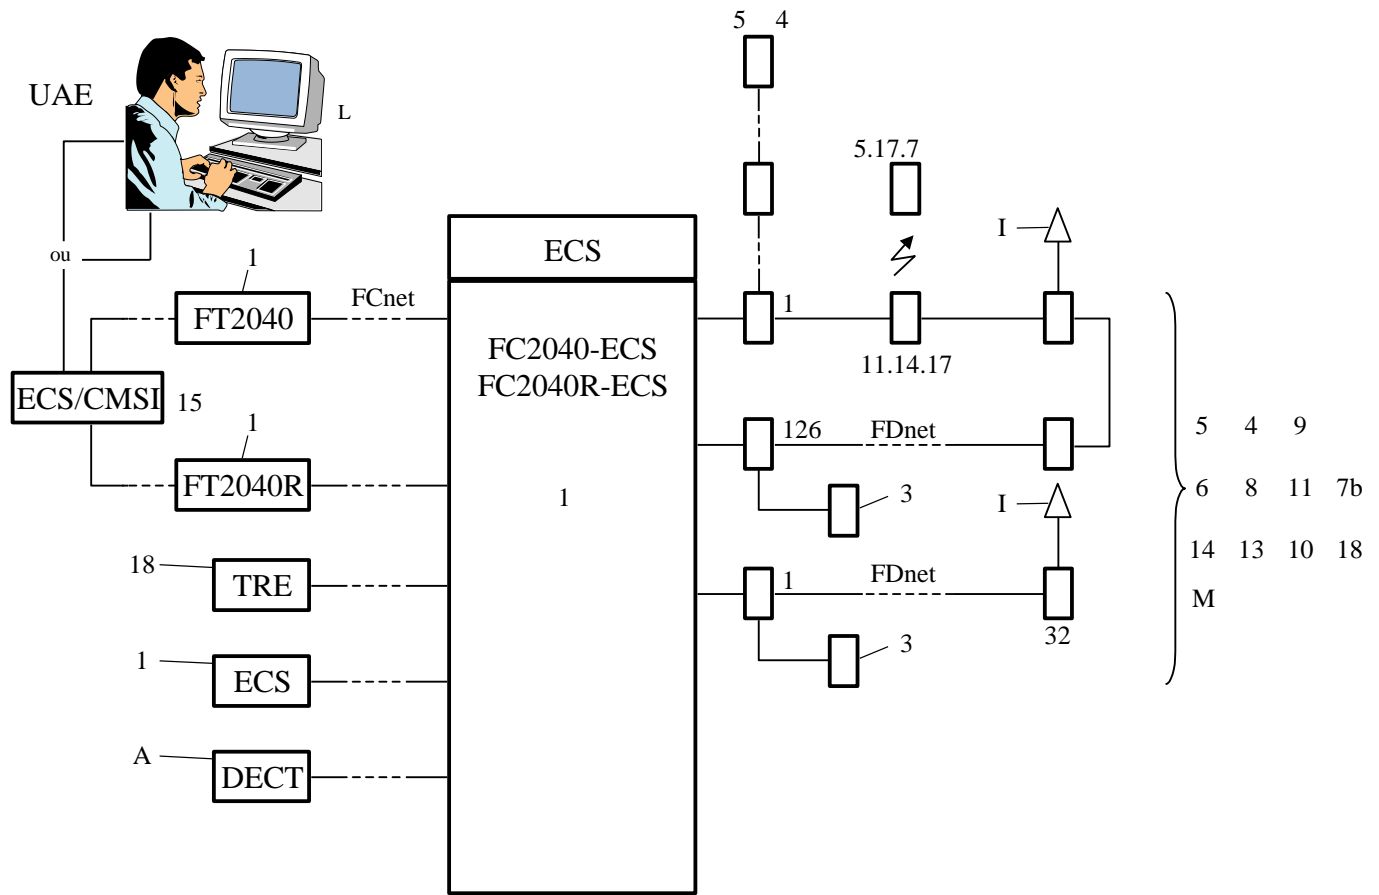 5 4
UAE
L
5.17.7
I
ou
ECS
1
FCnet
FT2040
1
FC2040-ECS
FC2040R-ECS
11.14.17
ECS/CMSI
15
1
126
FDnet
5 4 9
FT2040R
1
3
I
6 8 11 7b
18
TRE
1
FDnet
14 13 10 18
M
32
1
ECS
3
A
DECT